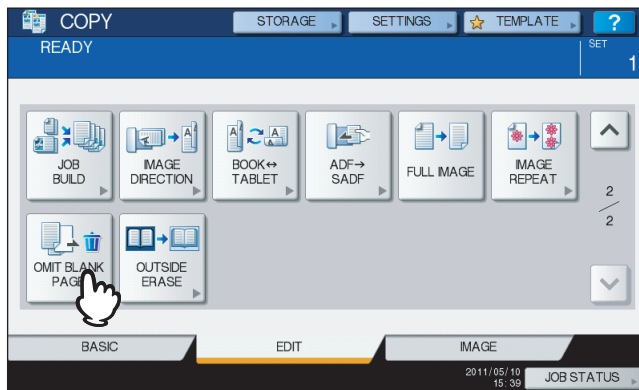 COPY
STORAGE
SETTINGS
TEMPLATE
?
READY
SET
1
JOB
BUILD
IMAGE
DIRECTION
BOOK↔
TABLET
ADF→
SADF
FULL IMAGE
IMAGE
REPEAT
2
2
OMIT BLANK
PAGE
OUTSIDE
ERASE
BASIC
EDIT
IMAGE
2011/05/10
15:39
JOB STATUS